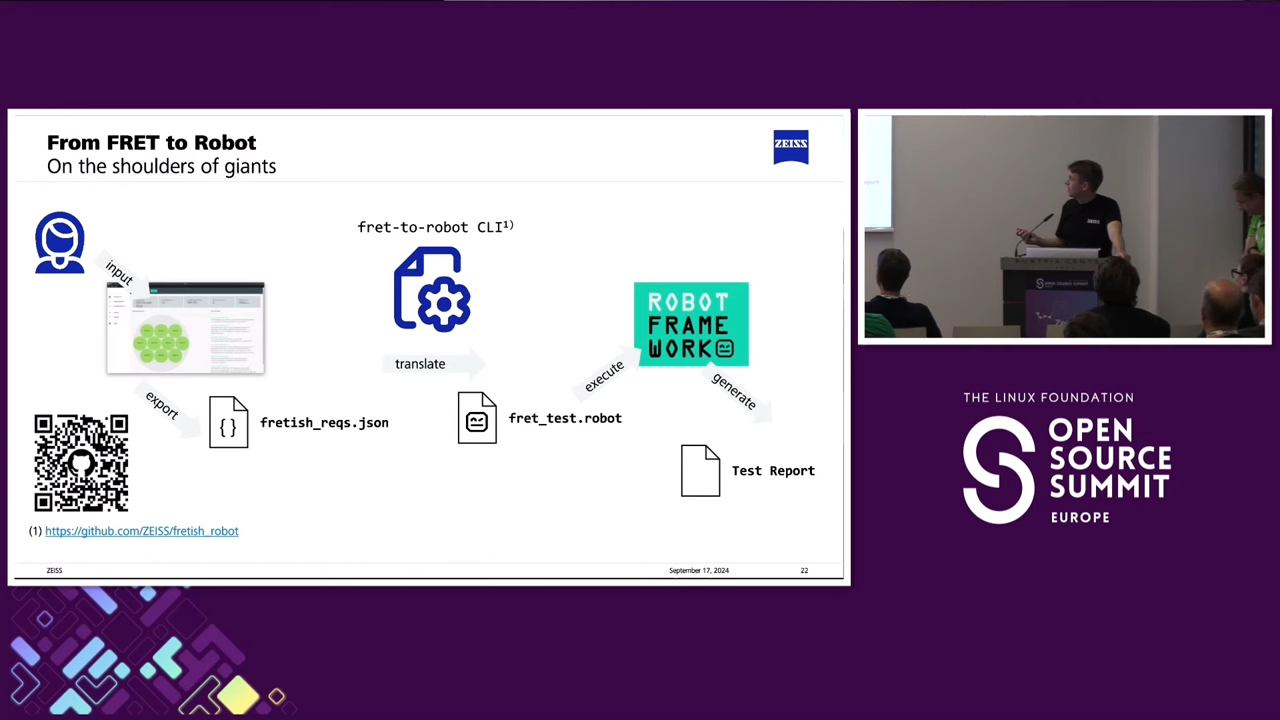 From FRET to Robot
On the shoulders of giants
ZEISS
fret-to-robot CLI¹⁾
input
ROBOT
FRAME
WORK
translate
execute
generate
export
{ }
fretish_reqs.json
fret_test.robot
Test Report
(1) https://github.com/ZEISS/fretish_robot
ZEISS
September 17, 2024
22
THE LINUX FOUNDATION
OPEN
SOURCE
SUMMIT
EUROPE